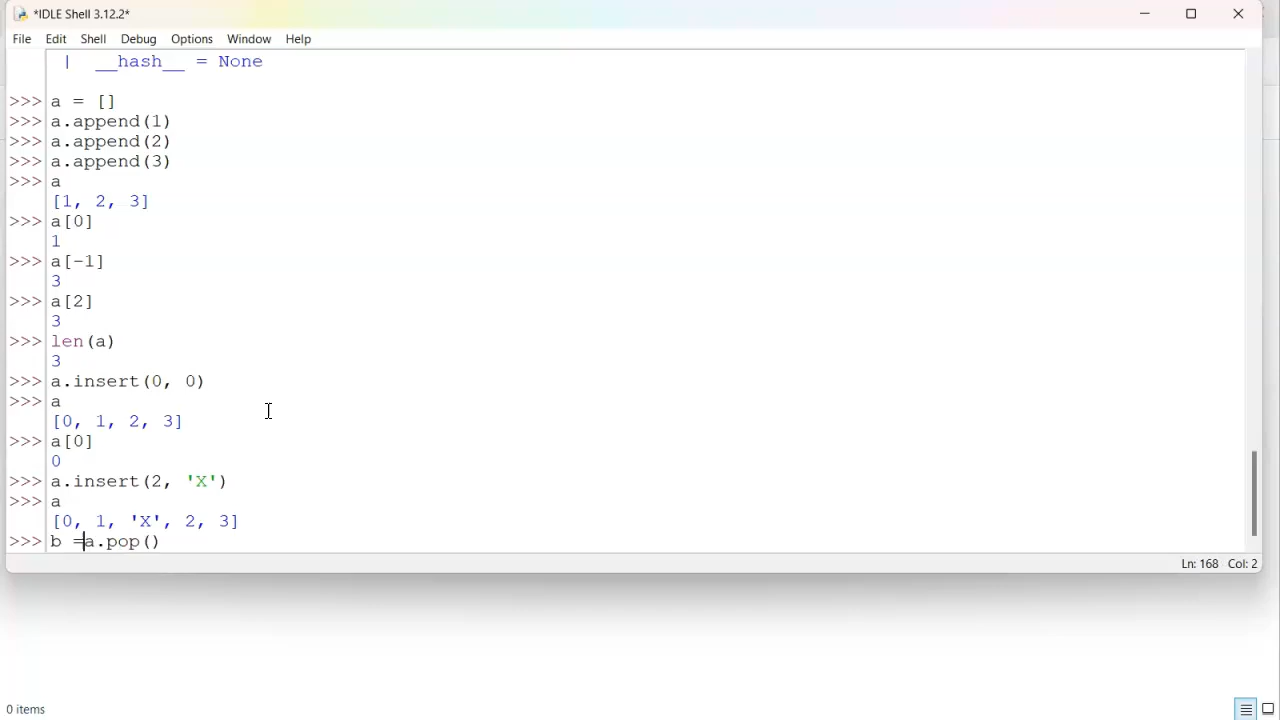 *IDLE Shell 3.12.2*
File Edit Shell Debug Options Window Help
| __hash__ = None
>>> a = []
>>> a.append(1)
>>> a.append(2)
>>> a.append(3)
>>> a
[1, 2, 3]
>>> a[0]
1
>>> a[-1]
3
>>> a[2]
3
>>> len(a)
3
>>> a.insert(0, 0)
>>> a
[0, 1, 2, 3]
>>> a[0]
0
>>> a.insert(2, 'X')
>>> a
[0, 1, 'X', 2, 3]
>>> b =a.pop()
Ln: 168 Col: 2
0 items